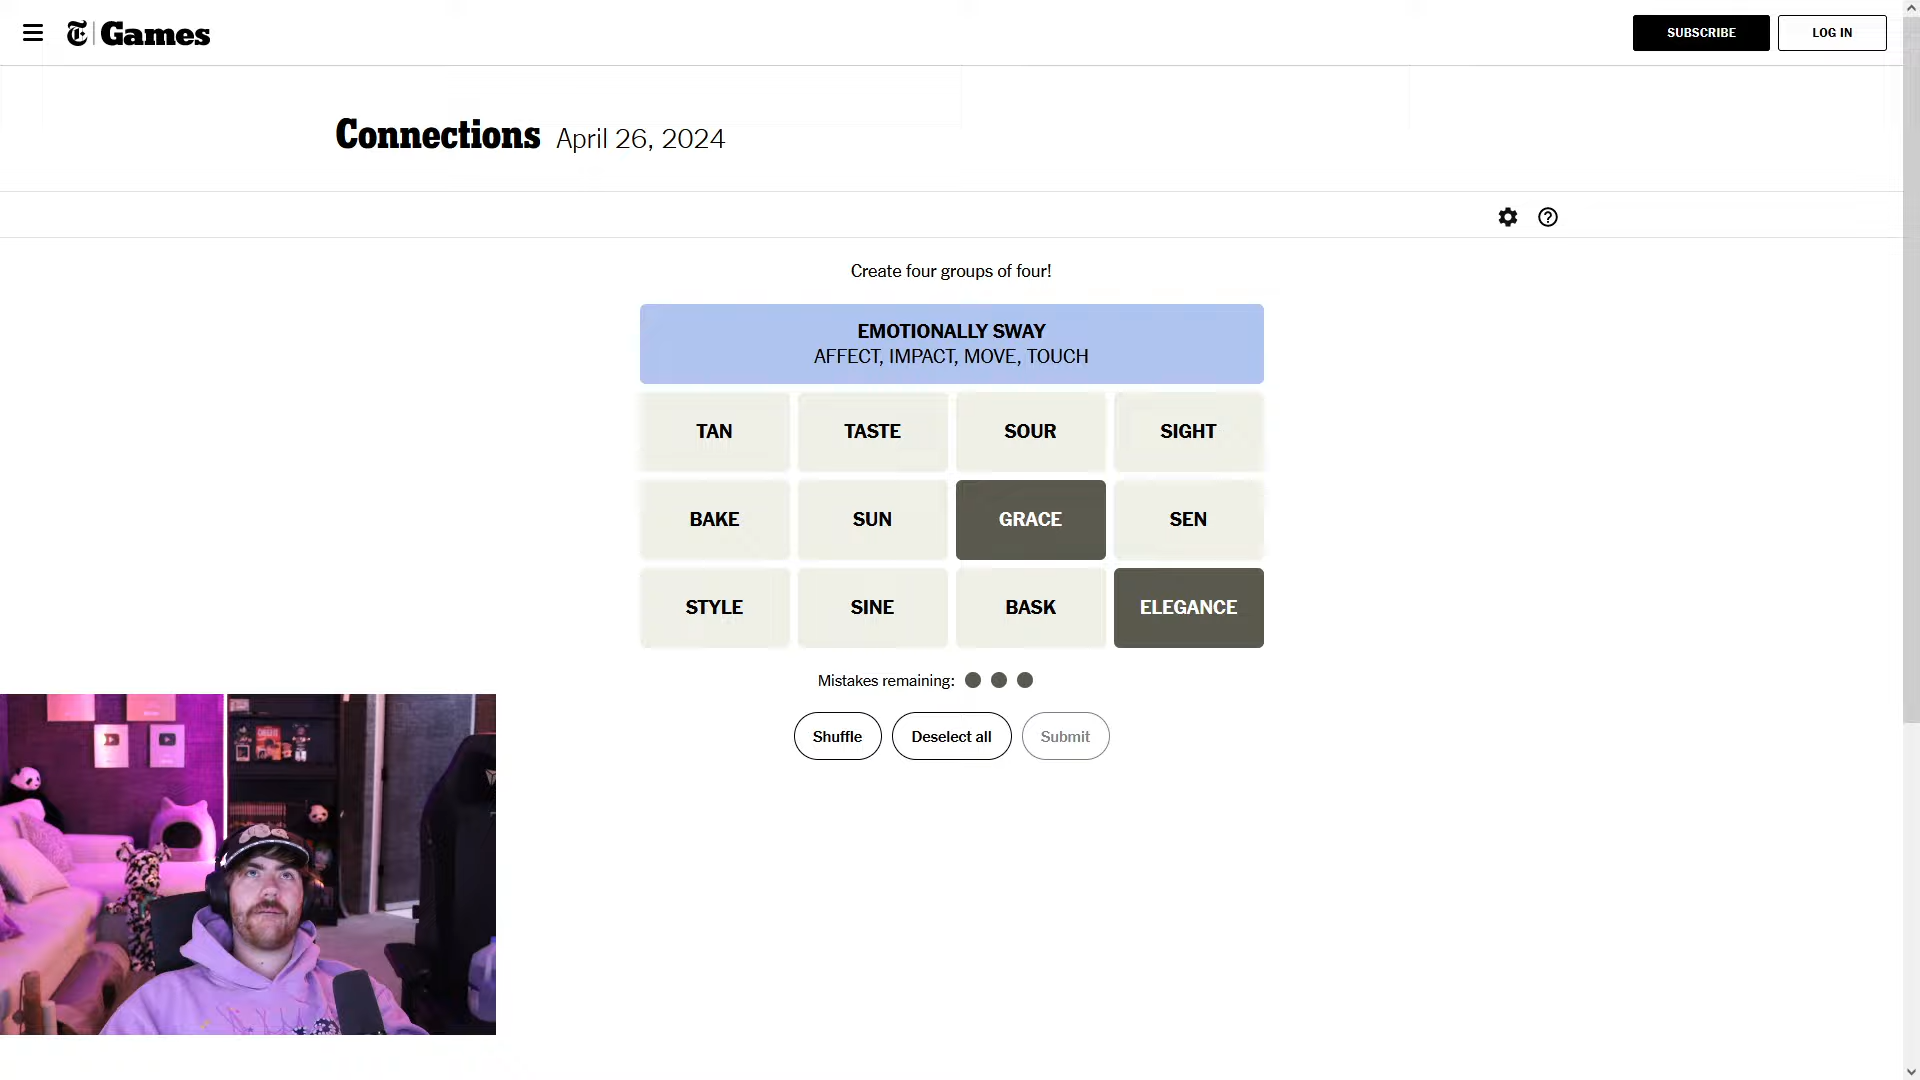 Games
SUBSCRIBE
LOG IN
Connections April 26, 2024
Create four groups of four!
EMOTIONALLY SWAY
AFFECT, IMPACT, MOVE, TOUCH
TAN TASTE SOUR SIGHT
BAKE SUN GRACE SEN
STYLE SINE BASK ELEGANCE
Mistakes remaining:
Shuffle Deselect all Submit